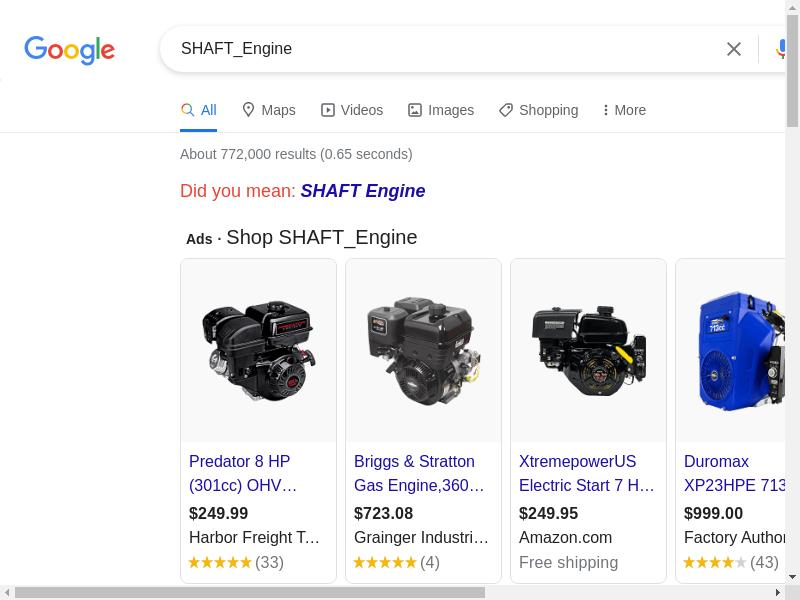 Google
SHAFT_Engine
All
Maps
Videos
Images
Shopping
More
About 772,000 results (0.65 seconds)
Did you mean: SHAFT Engine
Ads · Shop SHAFT_Engine
713cc
Predator 8 HP
(301cc) OHV…
$249.99
Harbor Freight T…
(33)
Briggs & Stratton
Gas Engine,360…
$723.08
Grainger Industri…
(4)
XtremepowerUS
Electric Start 7 H…
$249.95
Amazon.com
Free shipping
Duromax
XP23HPE 713
$999.00
Factory Author
(43)